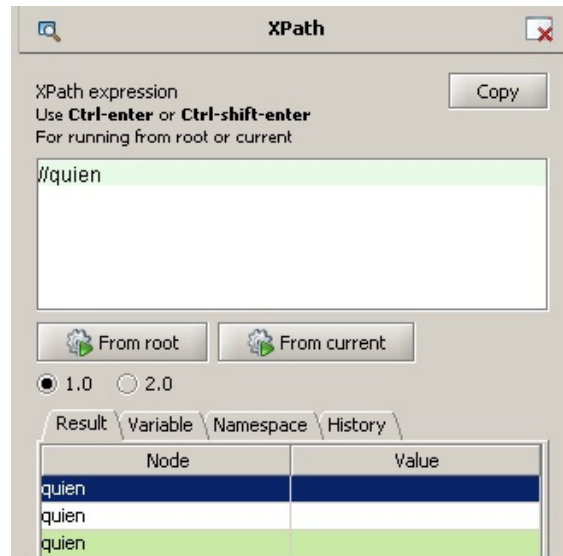 XPath
XPath expression
Copy
Use Ctrl-enter or Ctrl-shift-enter
For running from root or current
//quien
From root From current
1.0 2.0
Result Variable Namespace History
Node Value
quien
quien
quien